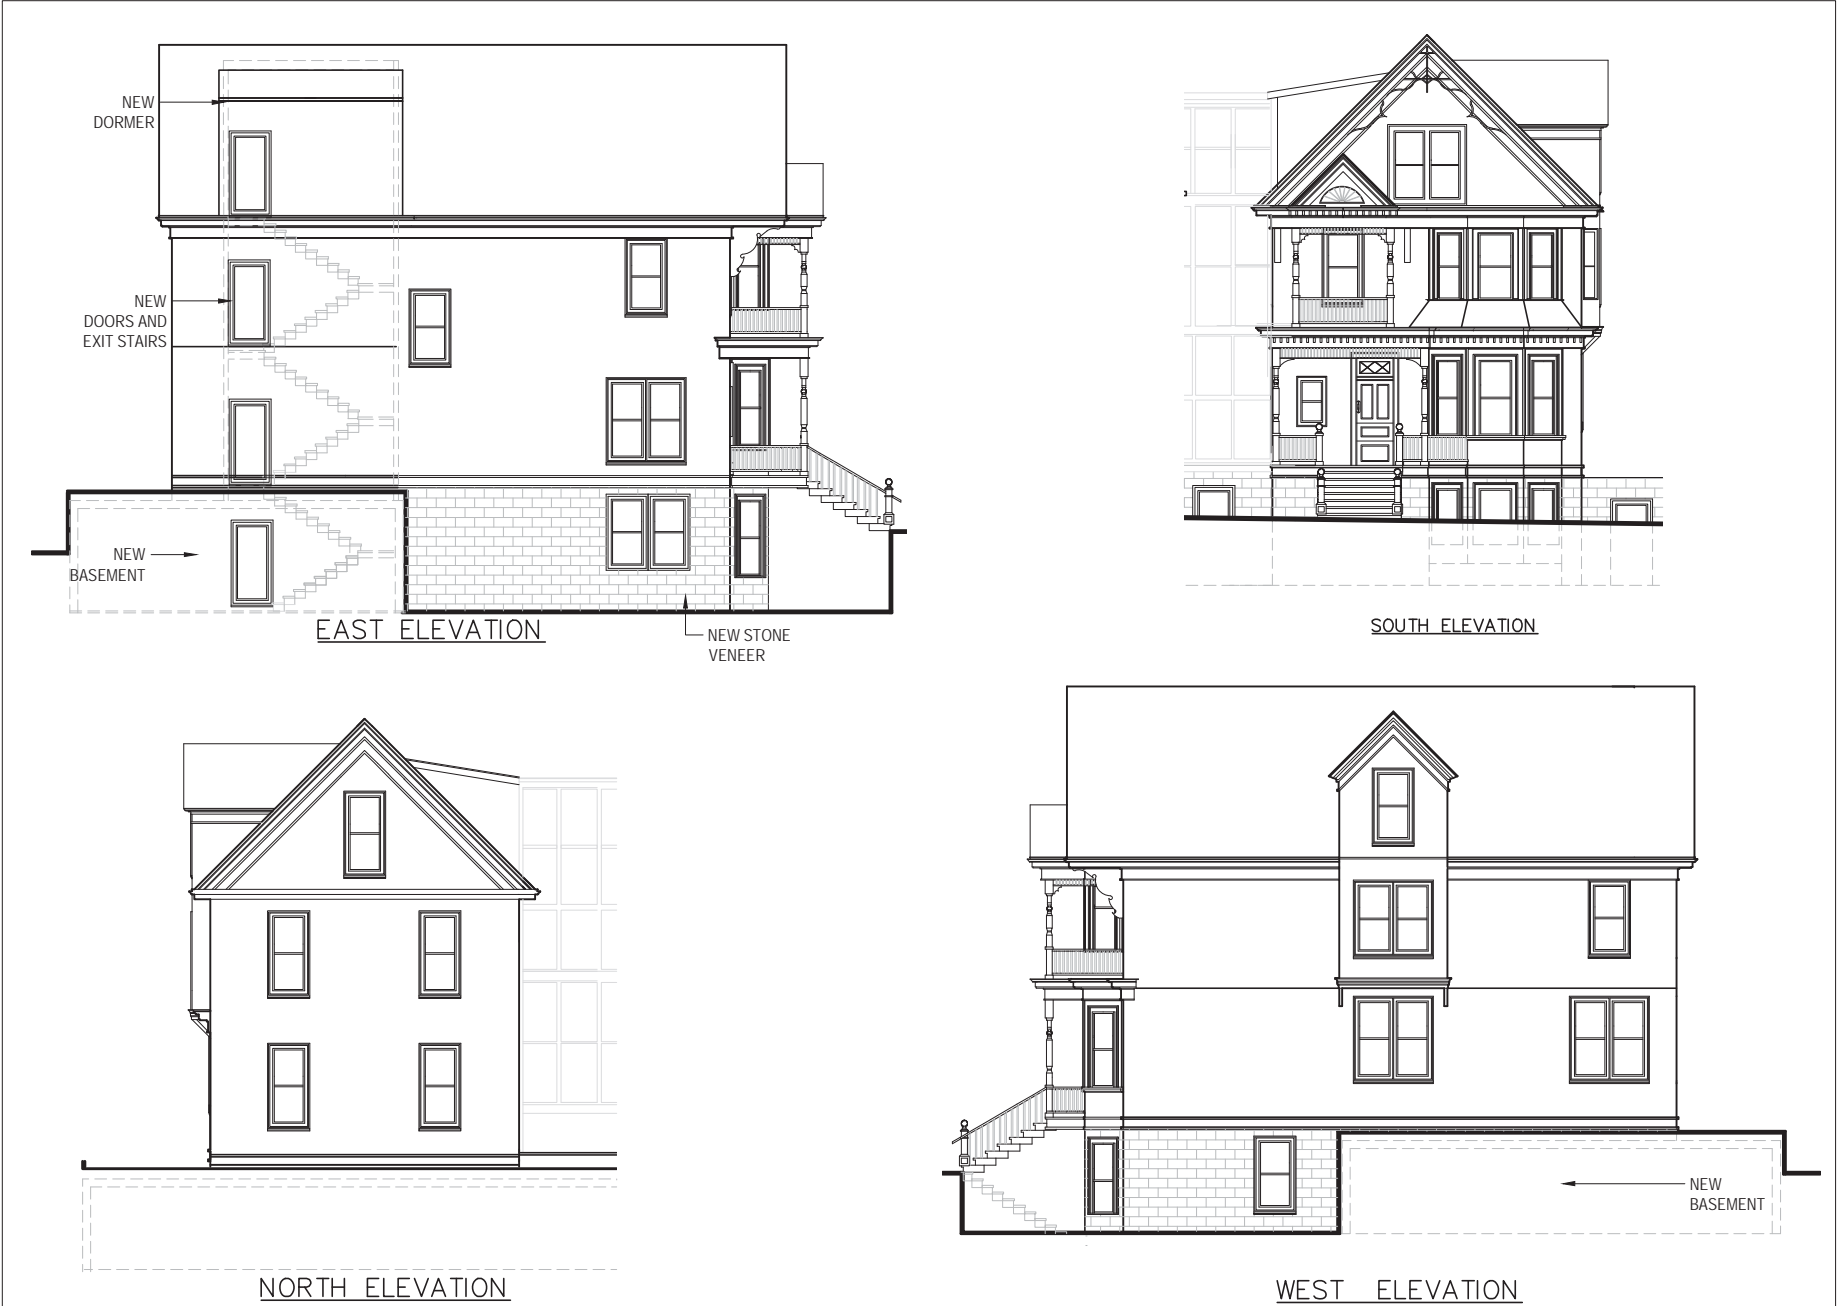 NEW
DORMER
NEW
DOORS AND
EXIT STAIRS
NEW
BASEMENT
EAST ELEVATION
NEW STONE
VENEER
SOUTH ELEVATION
NORTH ELEVATION
NEW
BASEMENT
WEST ELEVATION